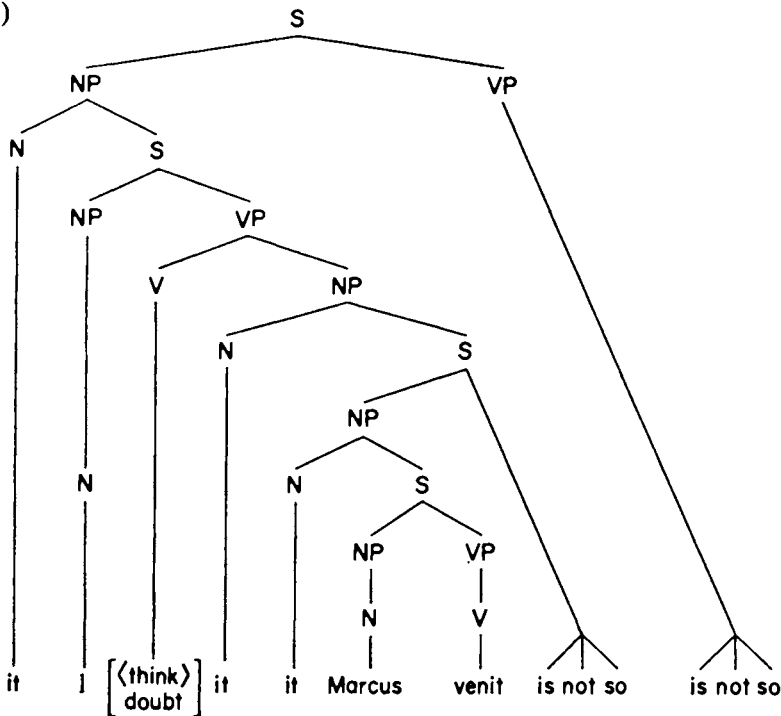 )
S
NP VP
N S
NP VP
V NP
N S
NP
N N S
NP VP
N V
it I [⟨think⟩ it it Marcus venit is not so is not so
doubt]